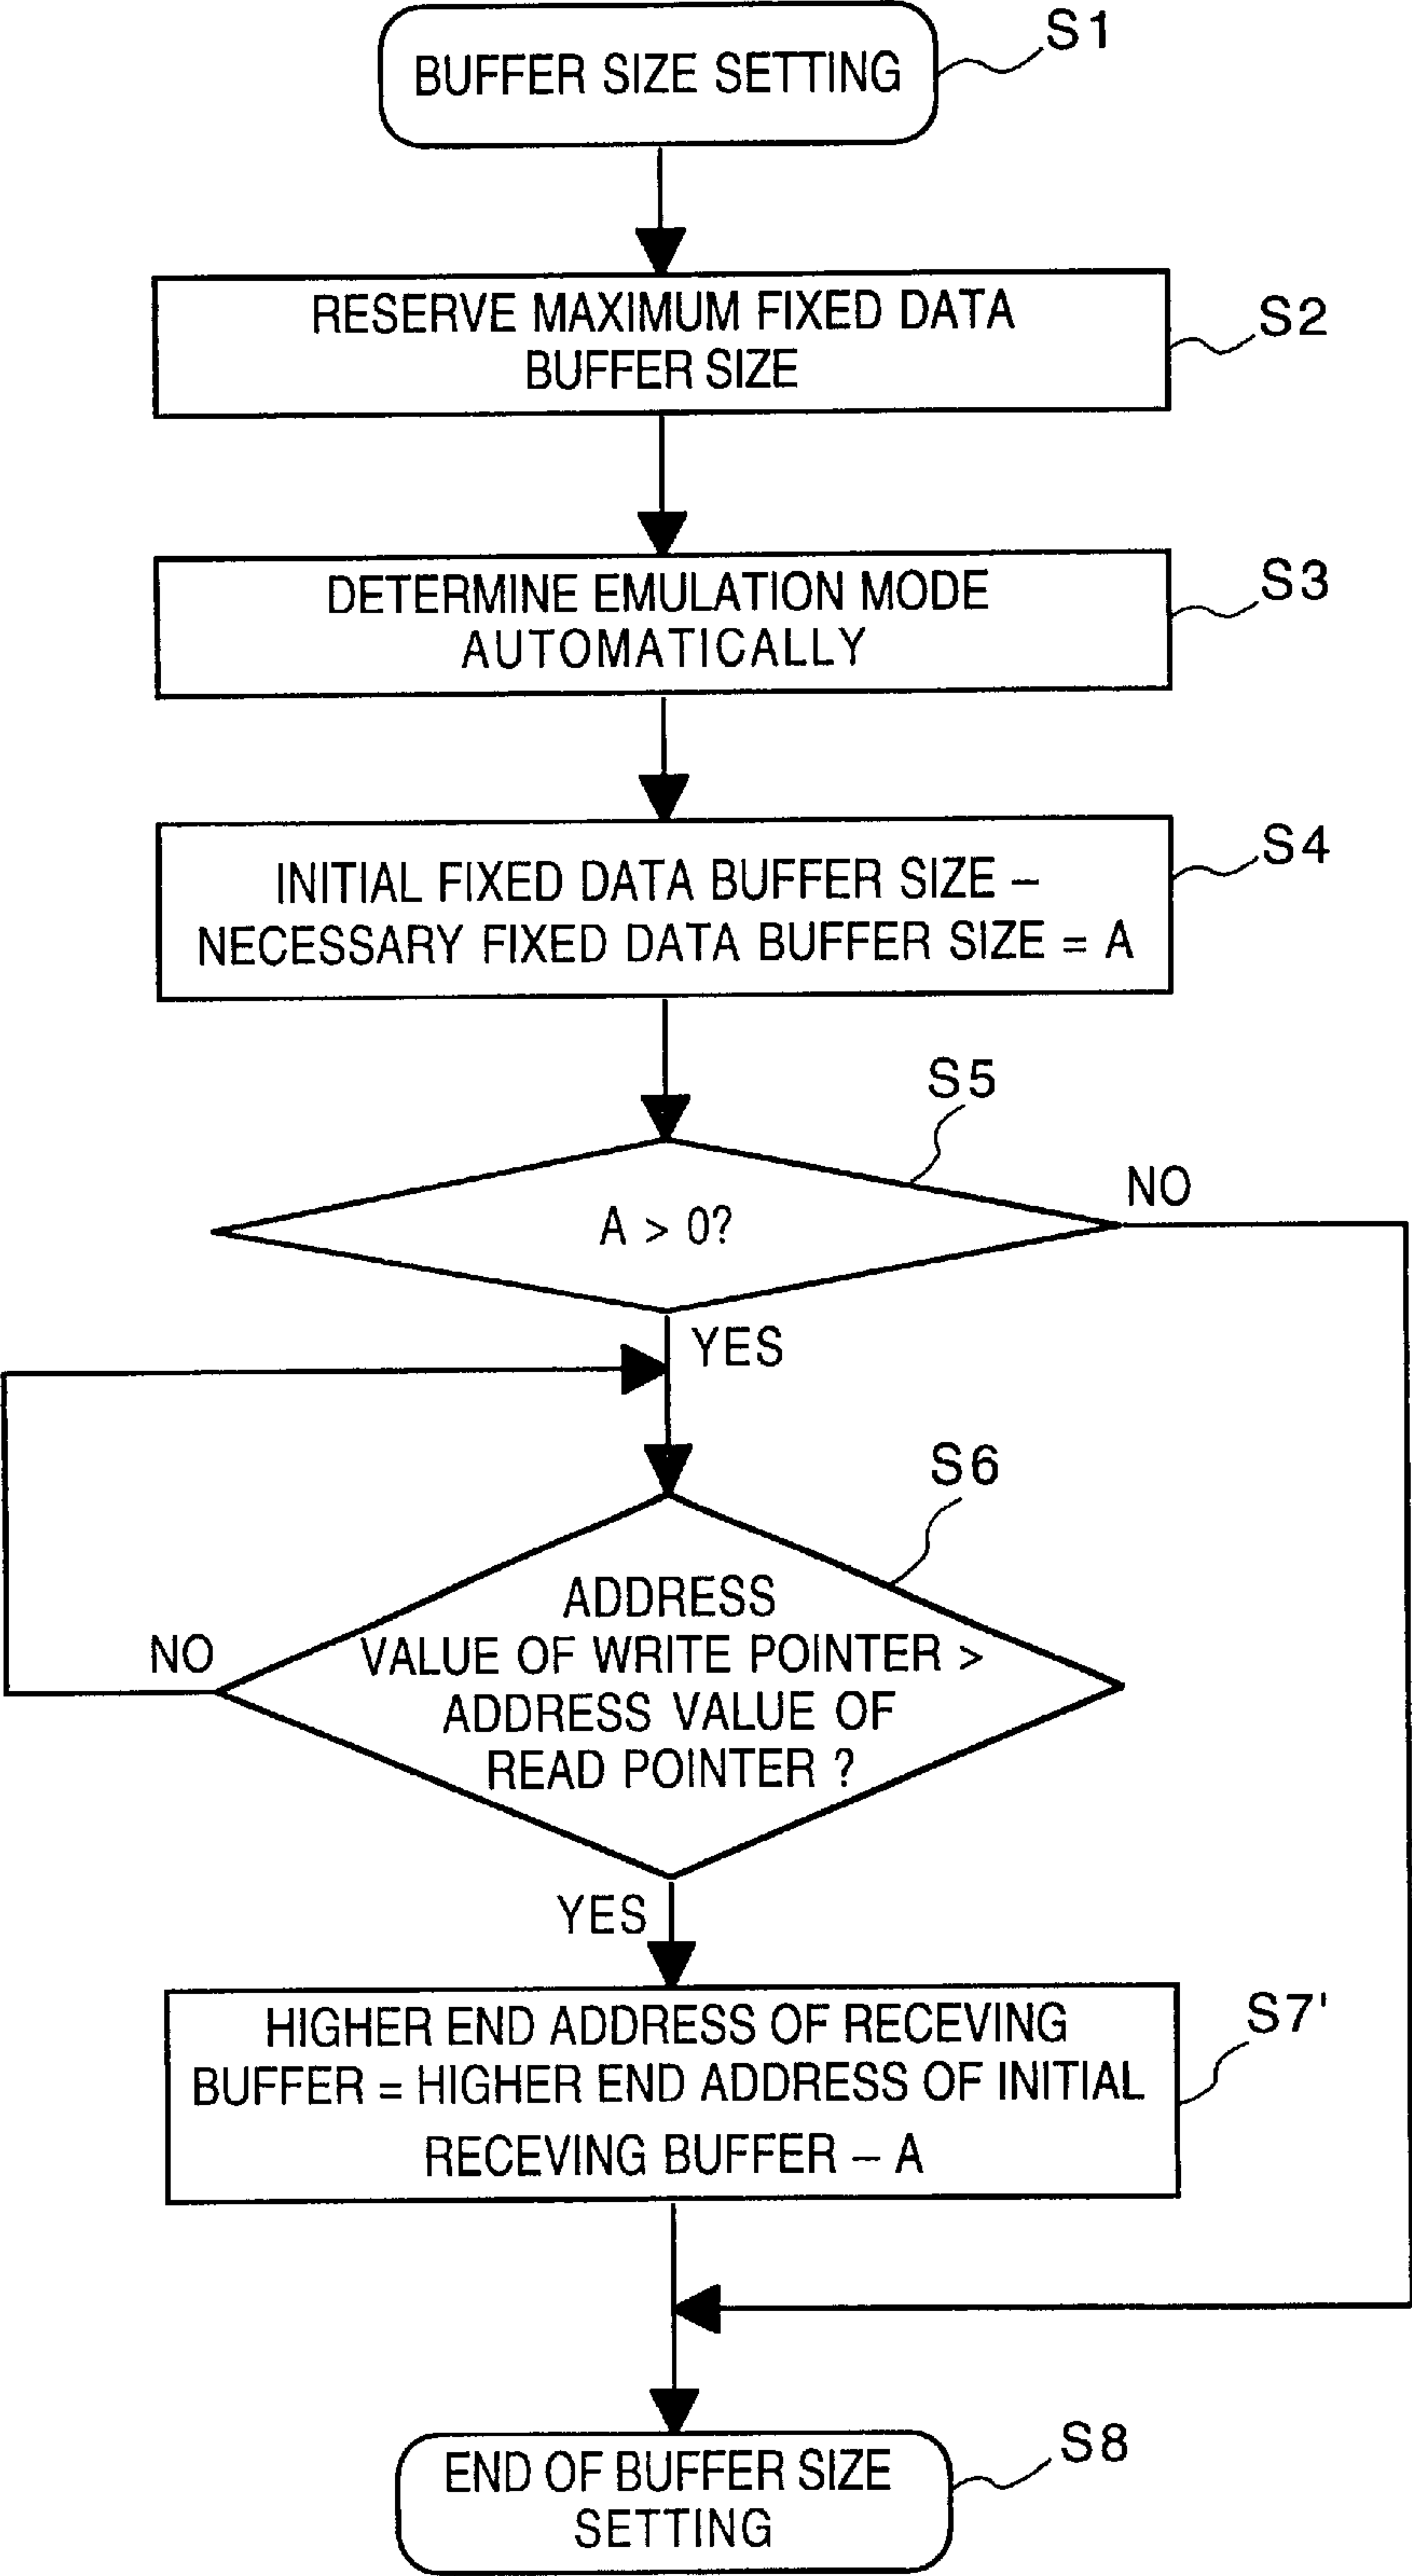 BUFFER SIZE SETTING
S1
RESERVE MAXIMUM FIXED DATA
BUFFER SIZE
S2
DETERMINE EMULATION MODE
AUTOMATICALLY
S3
INITIAL FIXED DATA BUFFER SIZE –
NECESSARY FIXED DATA BUFFER SIZE = A
S4
S5
A > 0?
NO
YES
S6
ADDRESS
VALUE OF WRITE POINTER >
ADDRESS VALUE OF
READ POINTER ?
NO
YES
HIGHER END ADDRESS OF RECEVING
BUFFER = HIGHER END ADDRESS OF INITIAL
RECEVING BUFFER – A
S7'
END OF BUFFER SIZE
SETTING
S8